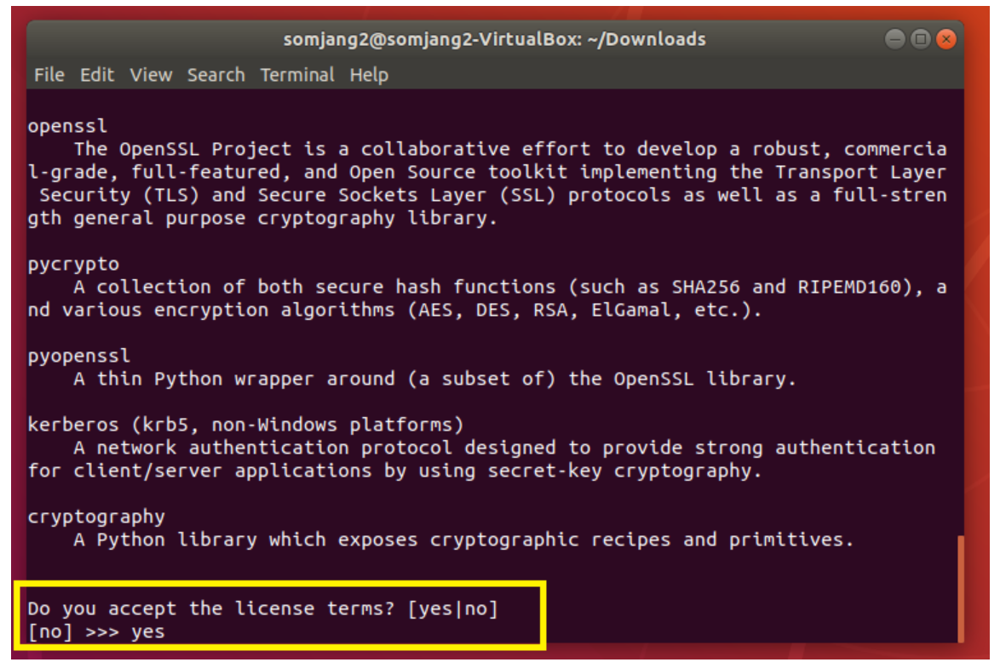 somjang2@somjang2-VirtualBox: ~/Downloads
File Edit View Search Terminal Help
openssl
The OpenSSL Project is a collaborative effort to develop a robust, commercia
l-grade, full-featured, and Open Source toolkit implementing the Transport Layer
Security (TLS) and Secure Sockets Layer (SSL) protocols as well as a full-stren
gth general purpose cryptography library.
pycrypto
A collection of both secure hash functions (such as SHA256 and RIPEMD160), a
nd various encryption algorithms (AES, DES, RSA, ElGamal, etc.).
pyopenssl
A thin Python wrapper around (a subset of) the OpenSSL library.
kerberos (krb5, non-Windows platforms)
A network authentication protocol designed to provide strong authentication
for client/server applications by using secret-key cryptography.
cryptography
A Python library which exposes cryptographic recipes and primitives.
Do you accept the license terms? [yes|no]
[no] >>> yes